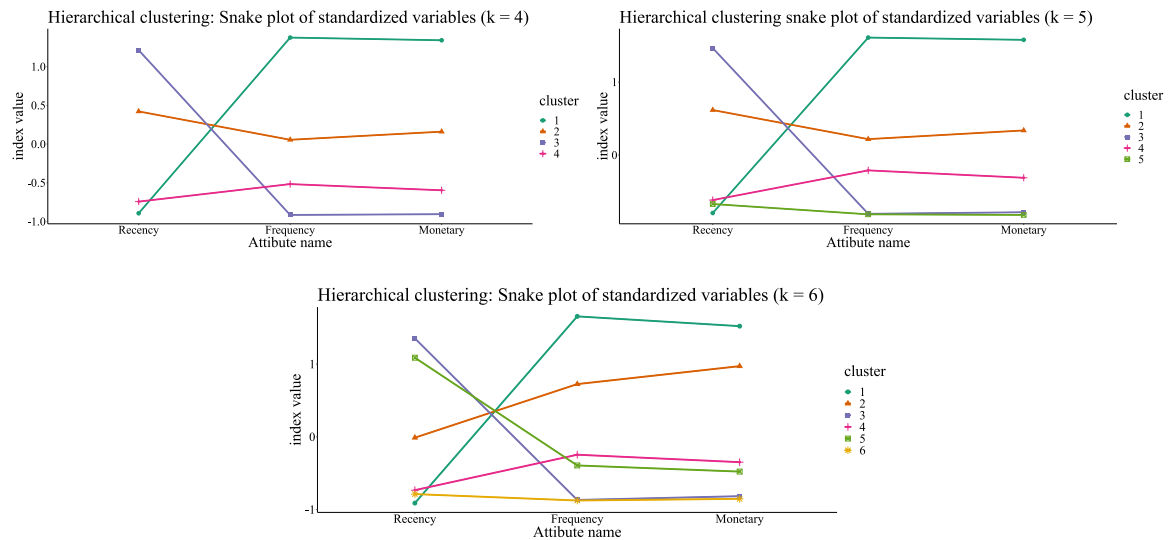 Hierarchical clustering: Snake plot of standardized variables (k = 4)
index value
1.0
0.5
0.0
-0.5
-1.0
Recency
Frequency
Monetary
Attibute name
cluster
1
2
3
4
Hierarchical clustering snake plot of standardized variables (k = 5)
index value
1
0
Recency
Frequency
Monetary
Attibute name
cluster
1
2
3
4
5
Hierarchical clustering: Snake plot of standardized variables (k = 6)
index value
1
0
-1
Recency
Frequency
Monetary
Attibute name
cluster
1
2
3
4
5
6